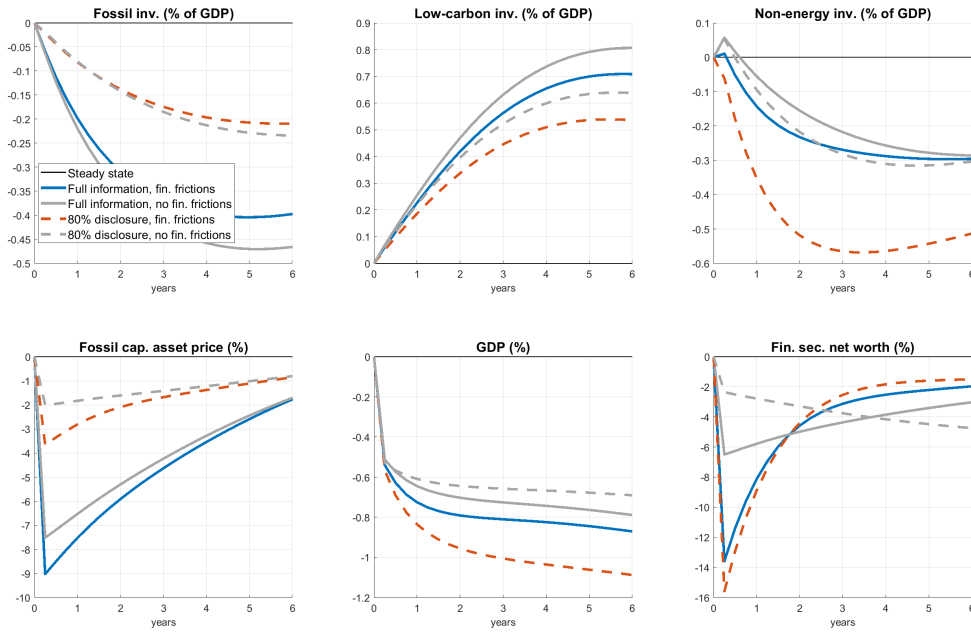 Fossil inv. (% of GDP)
0
-0.05
-0.1
-0.15
-0.2
-0.25
-0.3
-0.35
-0.4
-0.45
-0.5
Steady state
Full information, fin. frictions
Full information, no fin. frictions
80% disclosure, fin. frictions
80% disclosure, no fin. frictions
0 1 2 3 4 5 6
years
Low-carbon inv. (% of GDP)
0.9
0.8
0.7
0.6
0.5
0.4
0.3
0.2
0.1
0
0 1 2 3 4 5 6
years
Non-energy inv. (% of GDP)
0.1
0
-0.1
-0.2
-0.3
-0.4
-0.5
-0.6
0 1 2 3 4 5 6
years
Fossil cap. asset price (%)
0
-1
-2
-3
-4
-5
-6
-7
-8
-9
-10
0 1 2 3 4 5 6
years
GDP (%)
0
-0.2
-0.4
-0.6
-0.8
-1
-1.2
0 1 2 3 4 5 6
years
Fin. sec. net worth (%)
0
-2
-4
-6
-8
-10
-12
-14
-16
0 1 2 3 4 5 6
years